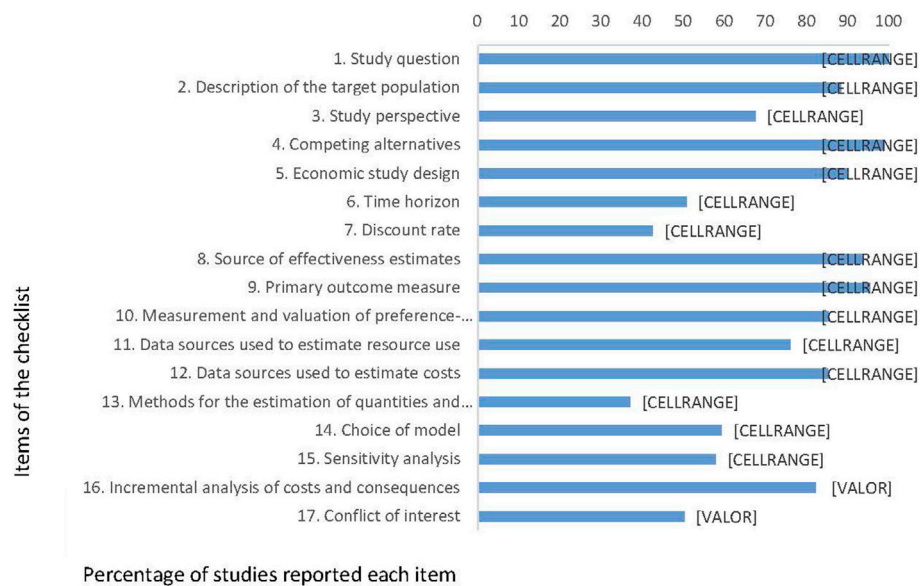 0 10 20 30 40 50 60 70 80 90 100
1. Study question [CELLRANGE]
2. Description of the target population [CELLRANGE]
3. Study perspective [CELLRANGE]
4. Competing alternatives [CELLRANGE]
5. Economic study design [CELLRANGE]
6. Time horizon [CELLRANGE]
7. Discount rate [CELLRANGE]
8. Source of effectiveness estimates [CELLRANGE]
9. Primary outcome measure [CELLRANGE]
10. Measurement and valuation of preference-... [CELLRANGE]
11. Data sources used to estimate resource use [CELLRANGE]
12. Data sources used to estimate costs [CELLRANGE]
13. Methods for the estimation of quantities and... [CELLRANGE]
14. Choice of model [CELLRANGE]
15. Sensitivity analysis [CELLRANGE]
16. Incremental analysis of costs and consequences [VALOR]
17. Conflict of interest [VALOR]
Items of the checklist
Percentage of studies reported each item